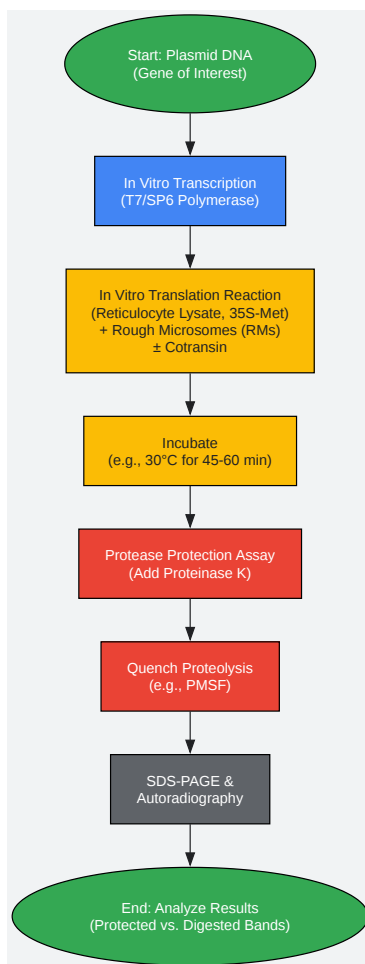 Start: Plasmid DNA
(Gene of Interest)
In Vitro Transcription
(T7/SP6 Polymerase)
In Vitro Translation Reaction
(Reticulocyte Lysate, 35S-Met)
+ Rough Microsomes (RMs)
± Cotransin
Incubate
(e.g., 30°C for 45-60 min)
Protease Protection Assay
(Add Proteinase K)
Quench Proteolysis
(e.g., PMSF)
SDS-PAGE &
Autoradiography
End: Analyze Results
(Protected vs. Digested Bands)